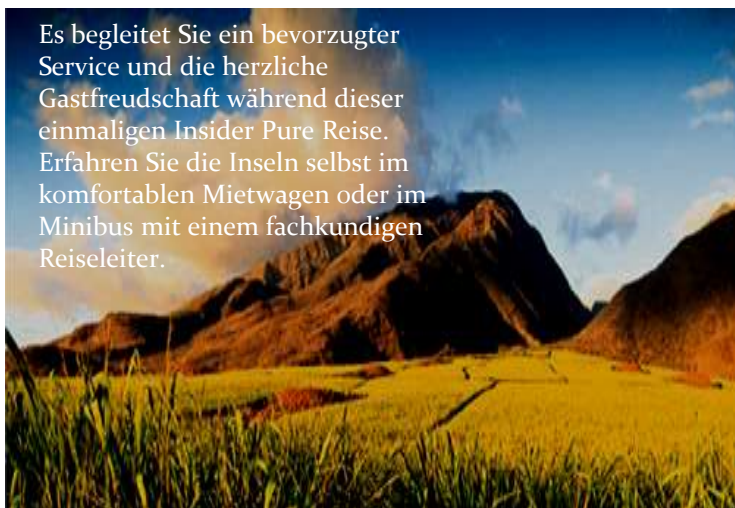 Es begleitet Sie ein bevorzugter
Service und die herzliche
Gastfreudschaft während dieser
einmaligen Insider Pure Reise.
Erfahren Sie die Inseln selbst im
komfortablen Mietwagen oder im
Minibus mit einem fachkundigen
Reiseleiter.